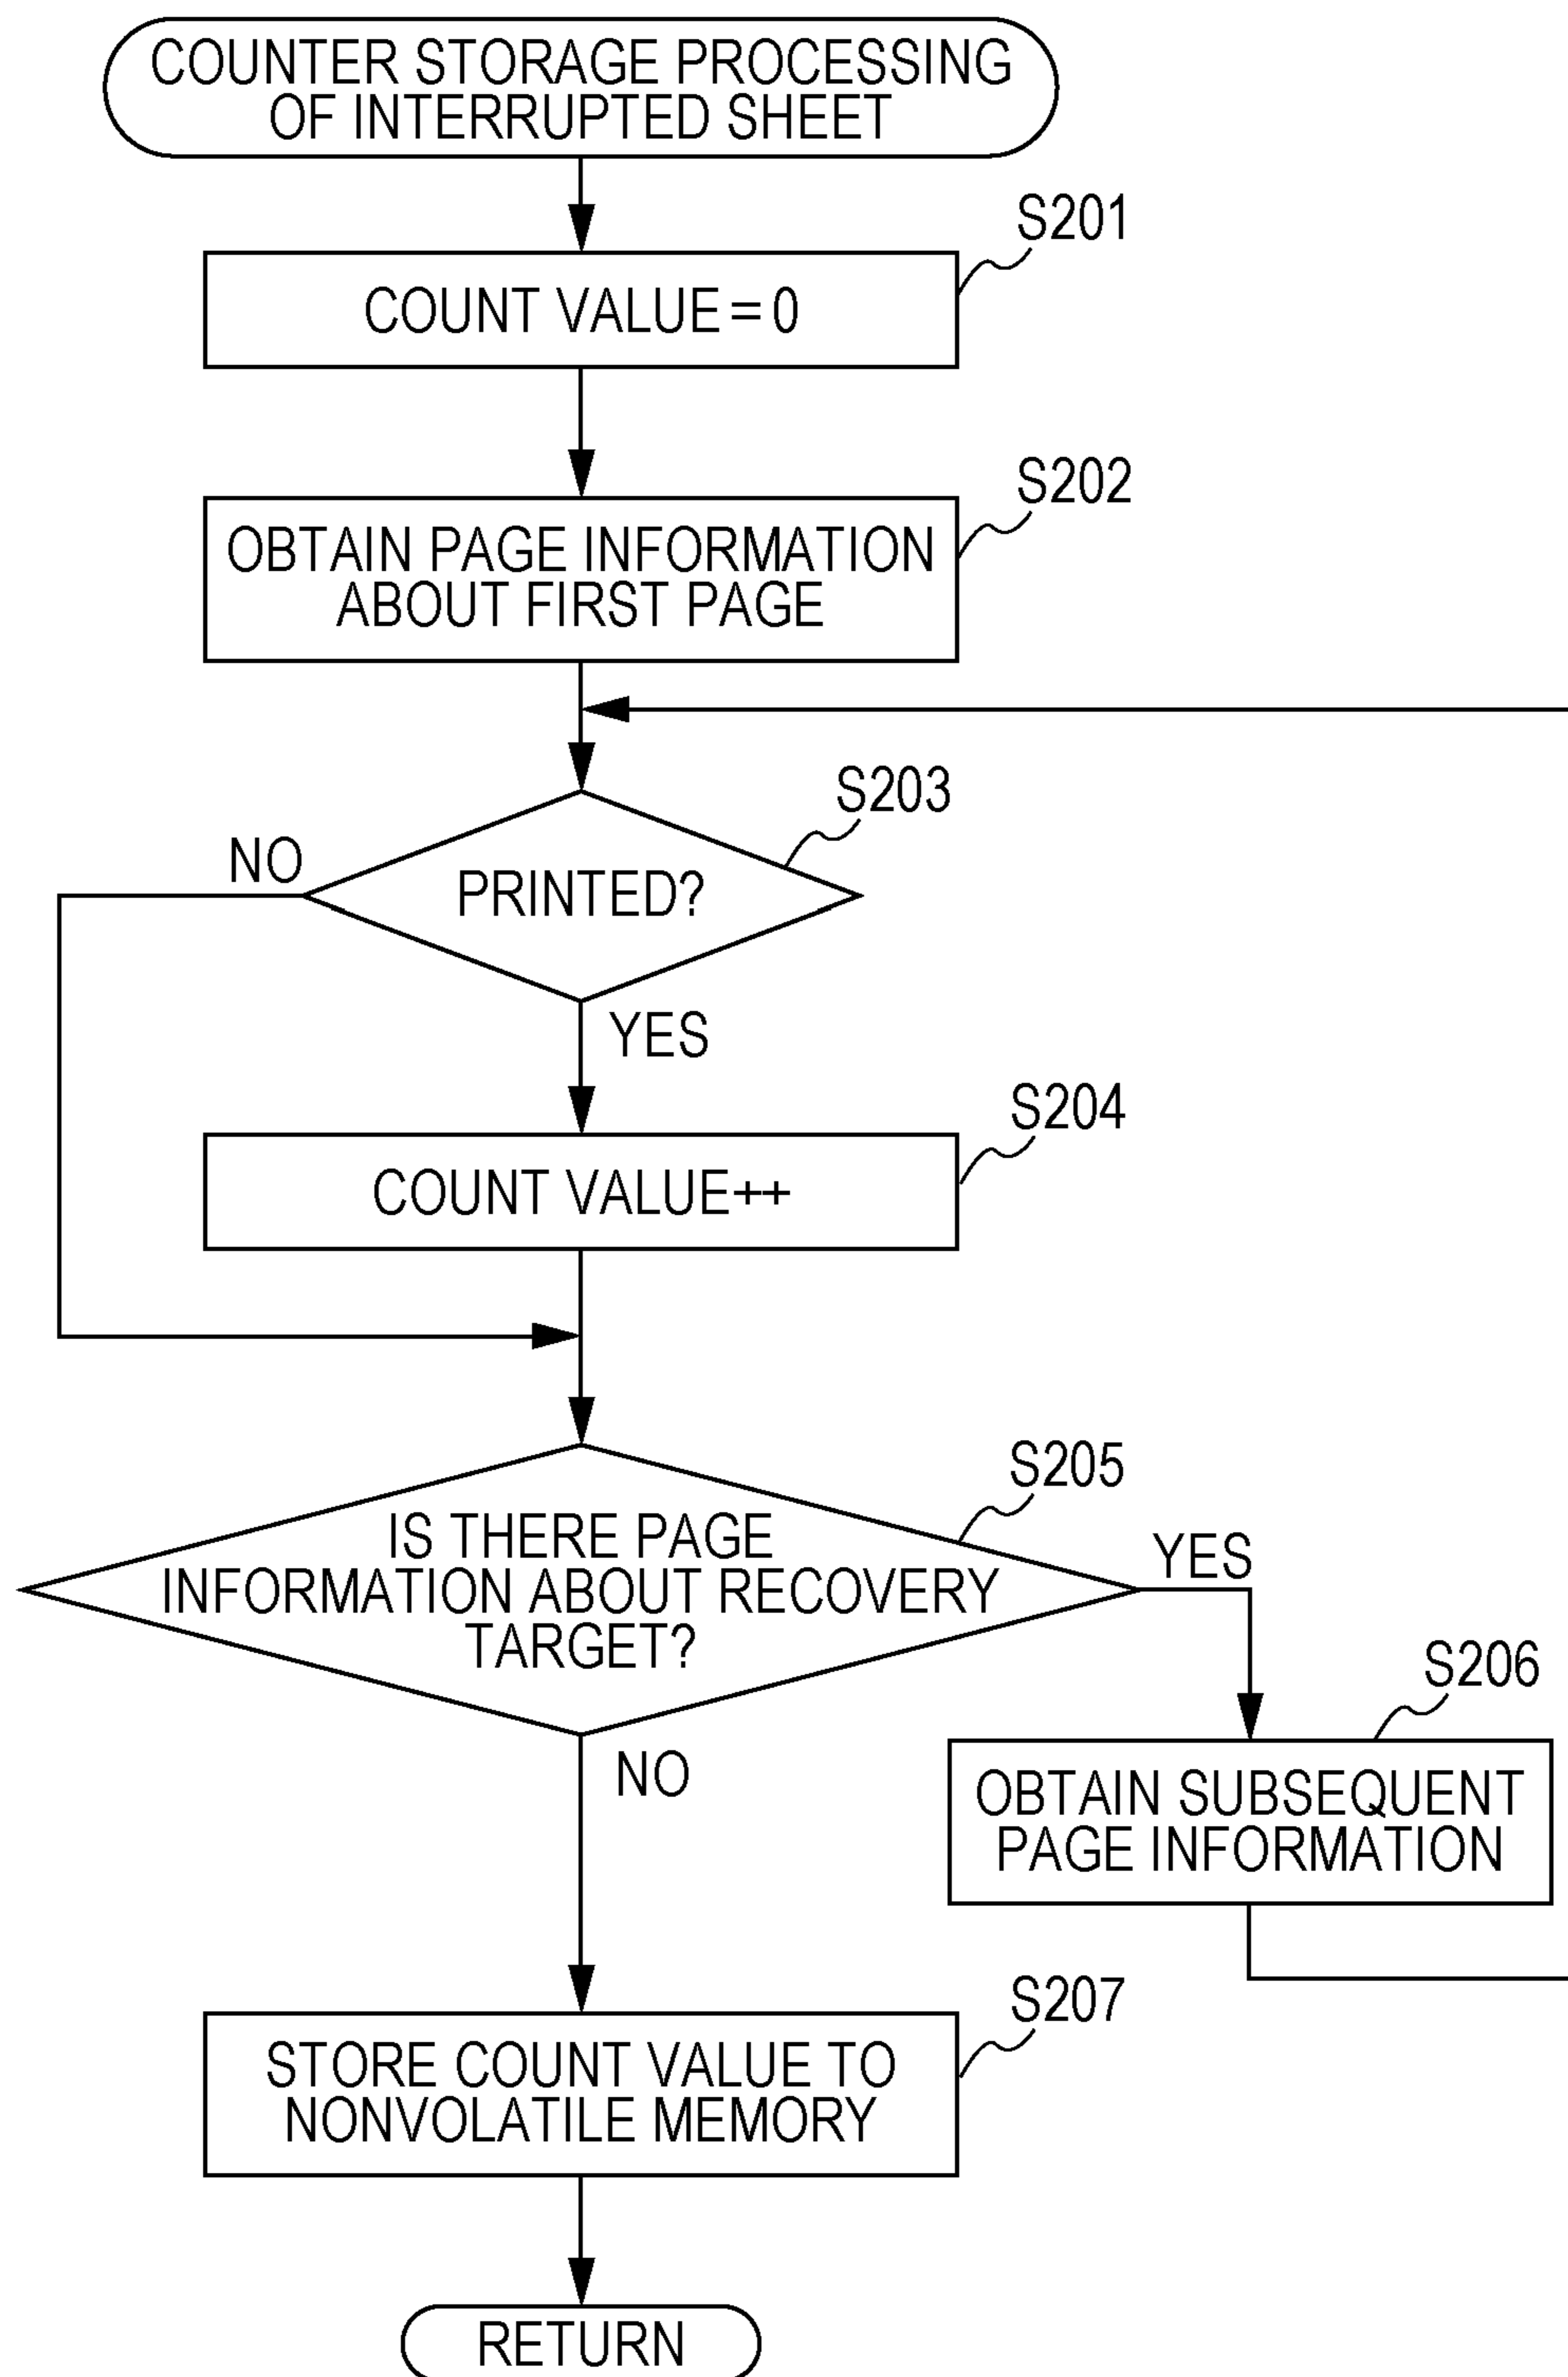 COUNTER STORAGE PROCESSING
OF INTERRUPTED SHEET
S201
COUNT VALUE=0
S202
OBTAIN PAGE INFORMATION
ABOUT FIRST PAGE
S203
NO
PRINTED?
YES
S204
COUNT VALUE++
S205
IS THERE PAGE
INFORMATION ABOUT RECOVERY
TARGET?
YES
S206
NO
OBTAIN SUBSEQUENT
PAGE INFORMATION
S207
STORE COUNT VALUE TO
NONVOLATILE MEMORY
RETURN